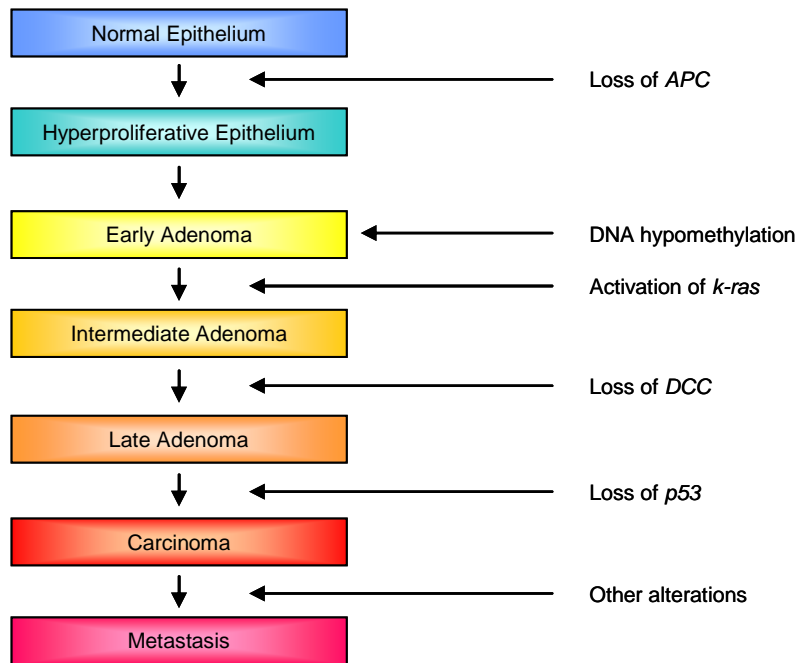 Normal Epithelium
Loss of APC
Hyperproliferative Epithelium
Early Adenoma
DNA hypomethylation
Activation of k-ras
Intermediate Adenoma
Loss of DCC
Late Adenoma
Loss of p53
Carcinoma
Other alterations
Metastasis